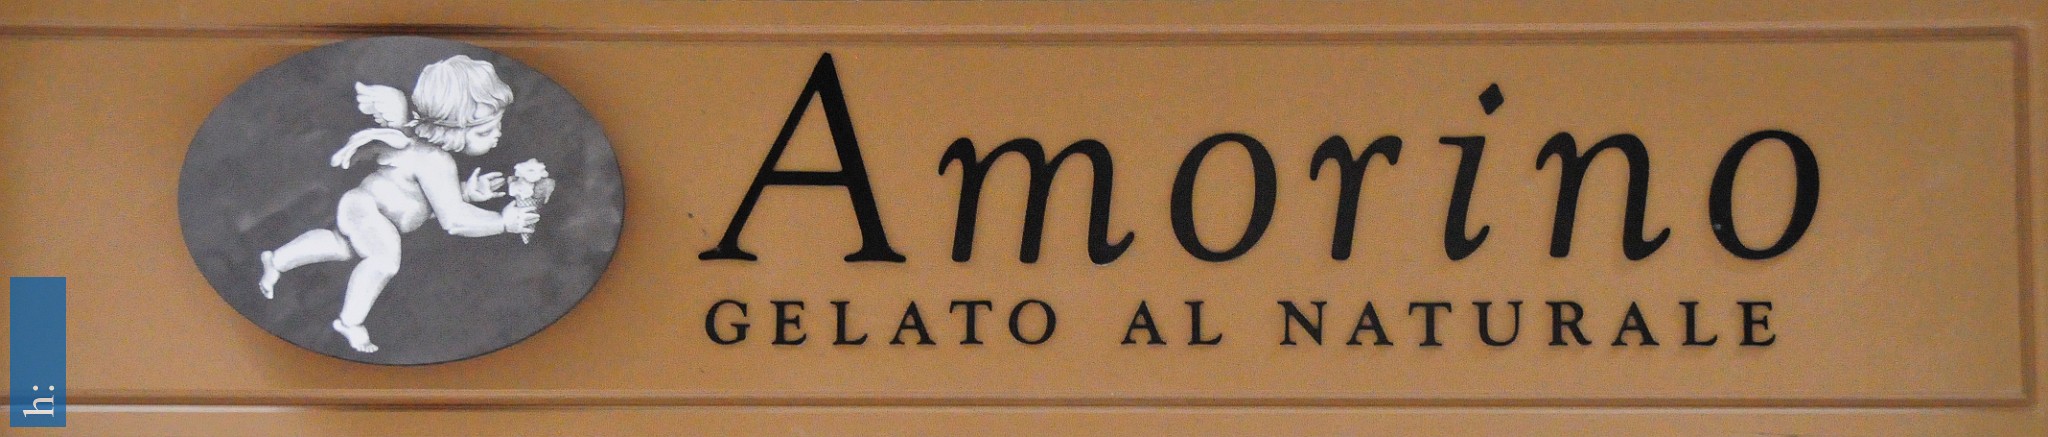 Amorino
GELATO AL NATURALE
h: